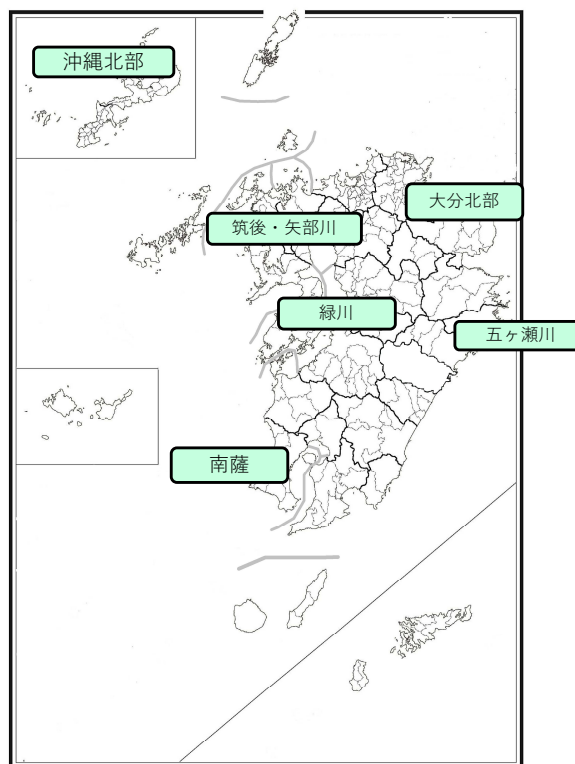 沖縄北部
大分北部
筑後・矢部川
緑川
五ヶ瀬川
南薩